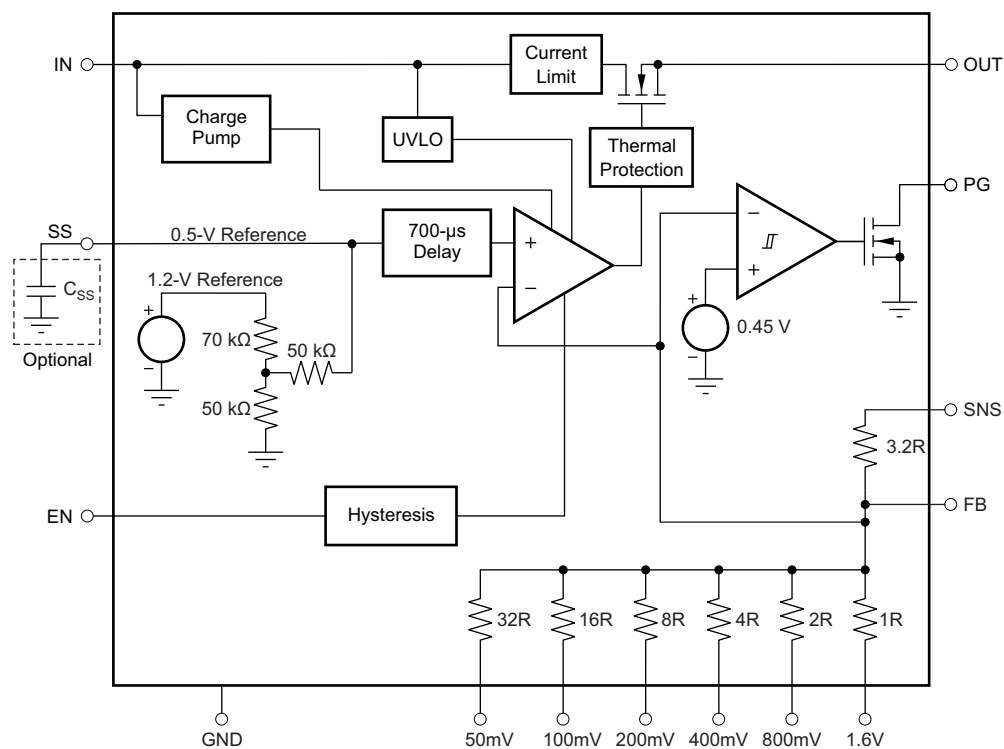 IN
Current
Limit
OUT
Charge
Pump
UVLO
Thermal
Protection
PG
SS
0.5-V Reference
700-µs
Delay
+
−
−
+
C_SS
Optional
1.2-V Reference
+
−
70 kΩ
50 kΩ
50 kΩ
+
−
0.45 V
SNS
3.2R
FB
EN
Hysteresis
32R
16R
8R
4R
2R
1R
GND
50mV
100mV
200mV
400mV
800mV
1.6V